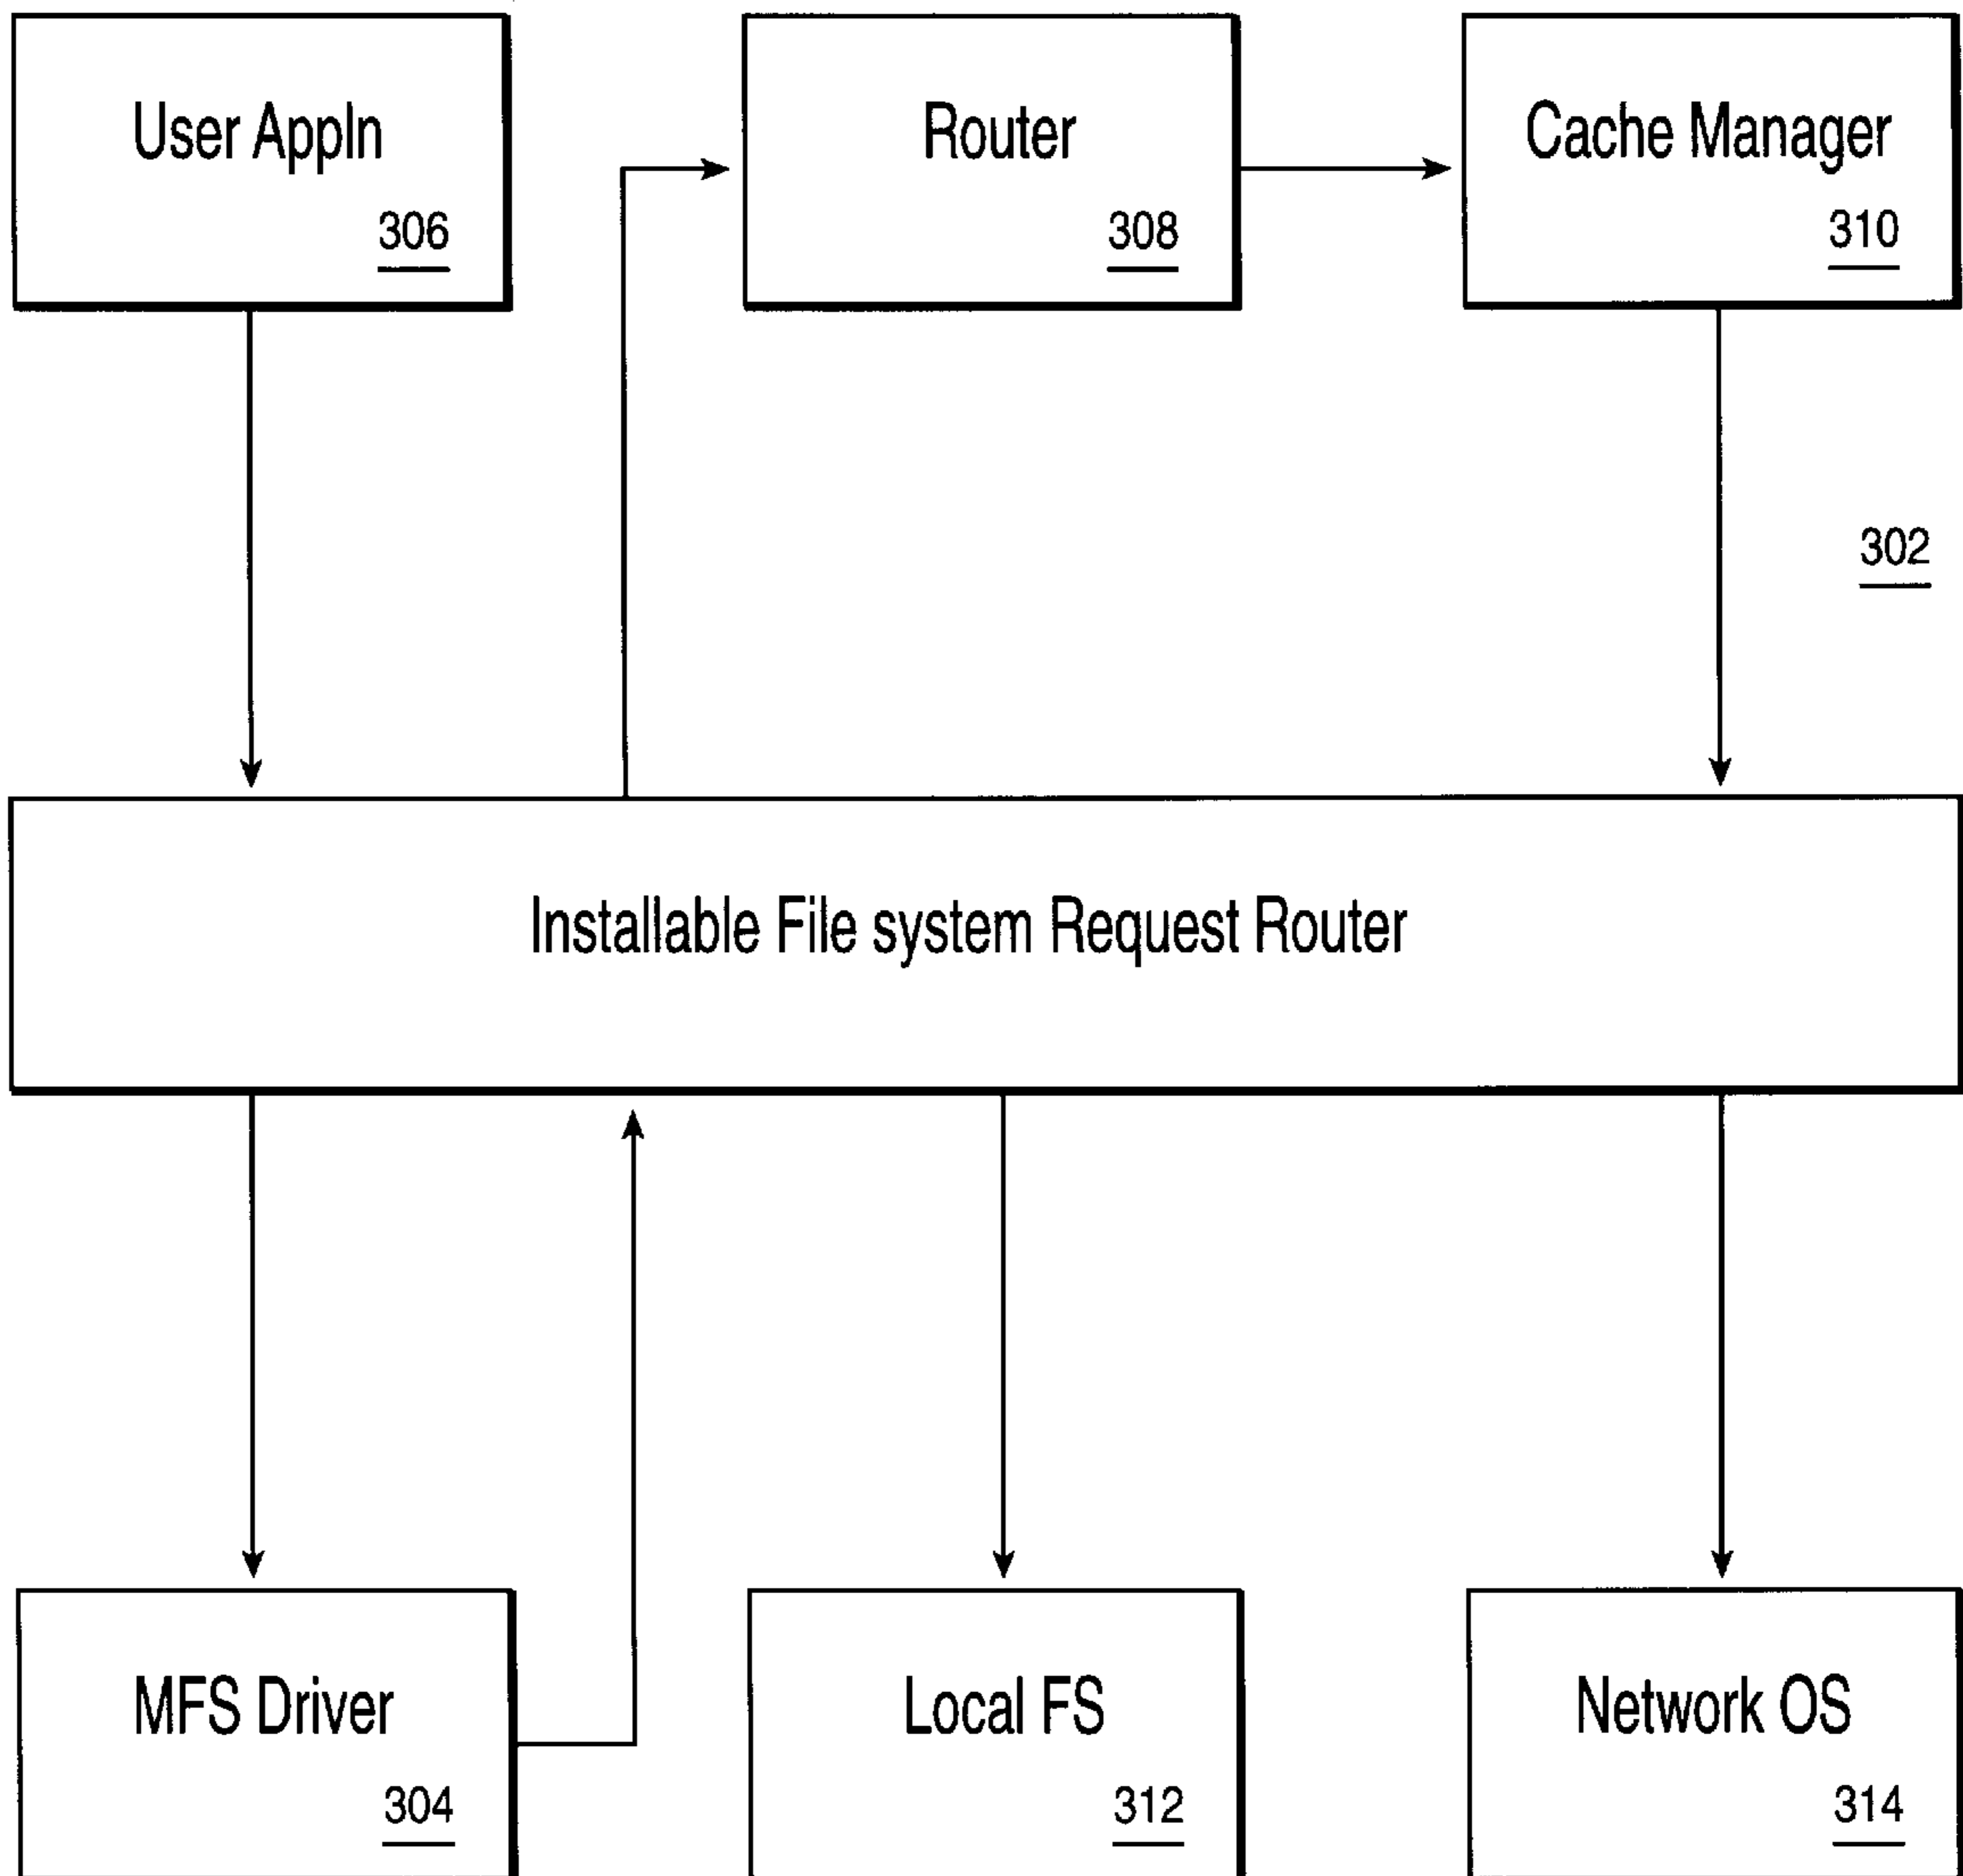 User Appln
Router
Cache Manager
306
308
310
302
Installable File system Request Router
MFS Driver
Local FS
Network OS
304
312
314